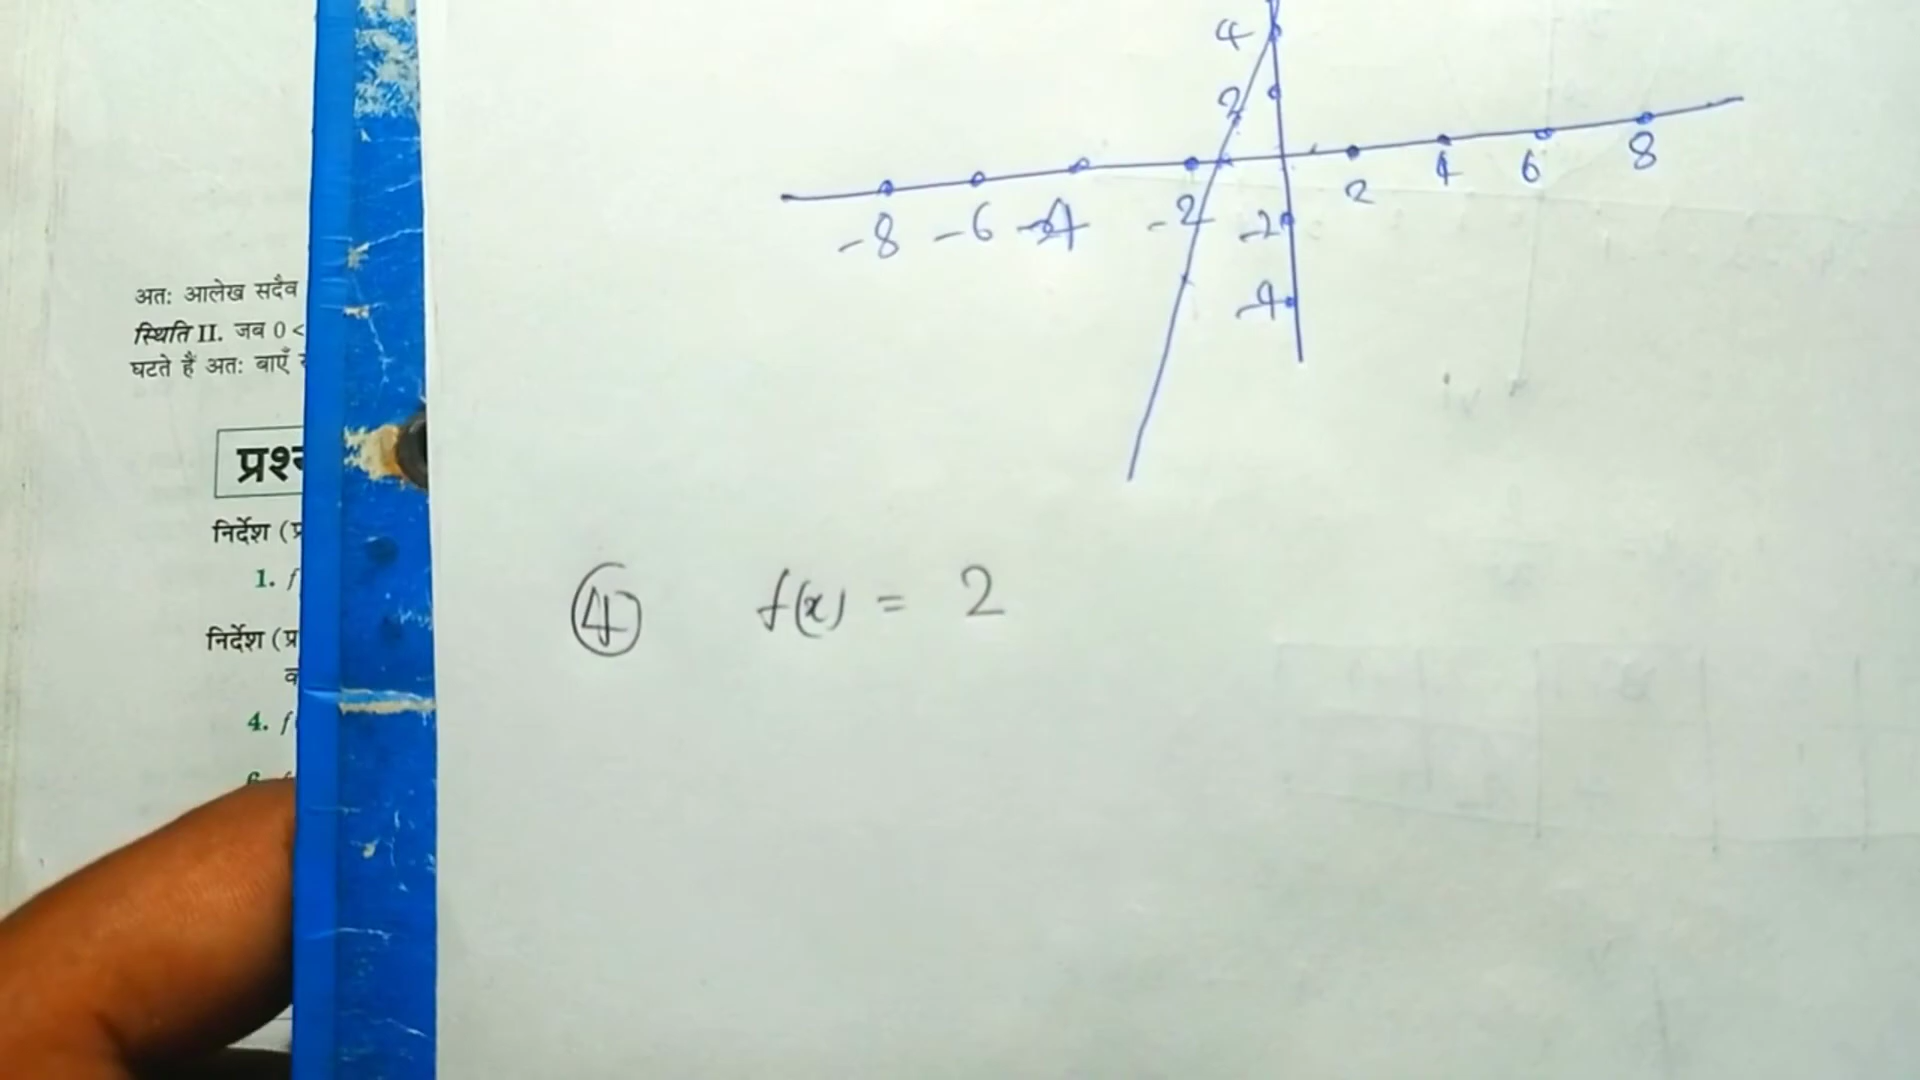 4
2
-8 -6 -4 -2 2 4 6 8
-2
-4
अतः आलेख सदैव
स्थिति II. जब 0 <
घटते हैं अतः बाएँ
निर्देश (
1. f
④ f(x) = 2
निर्देश (प्र
4. f